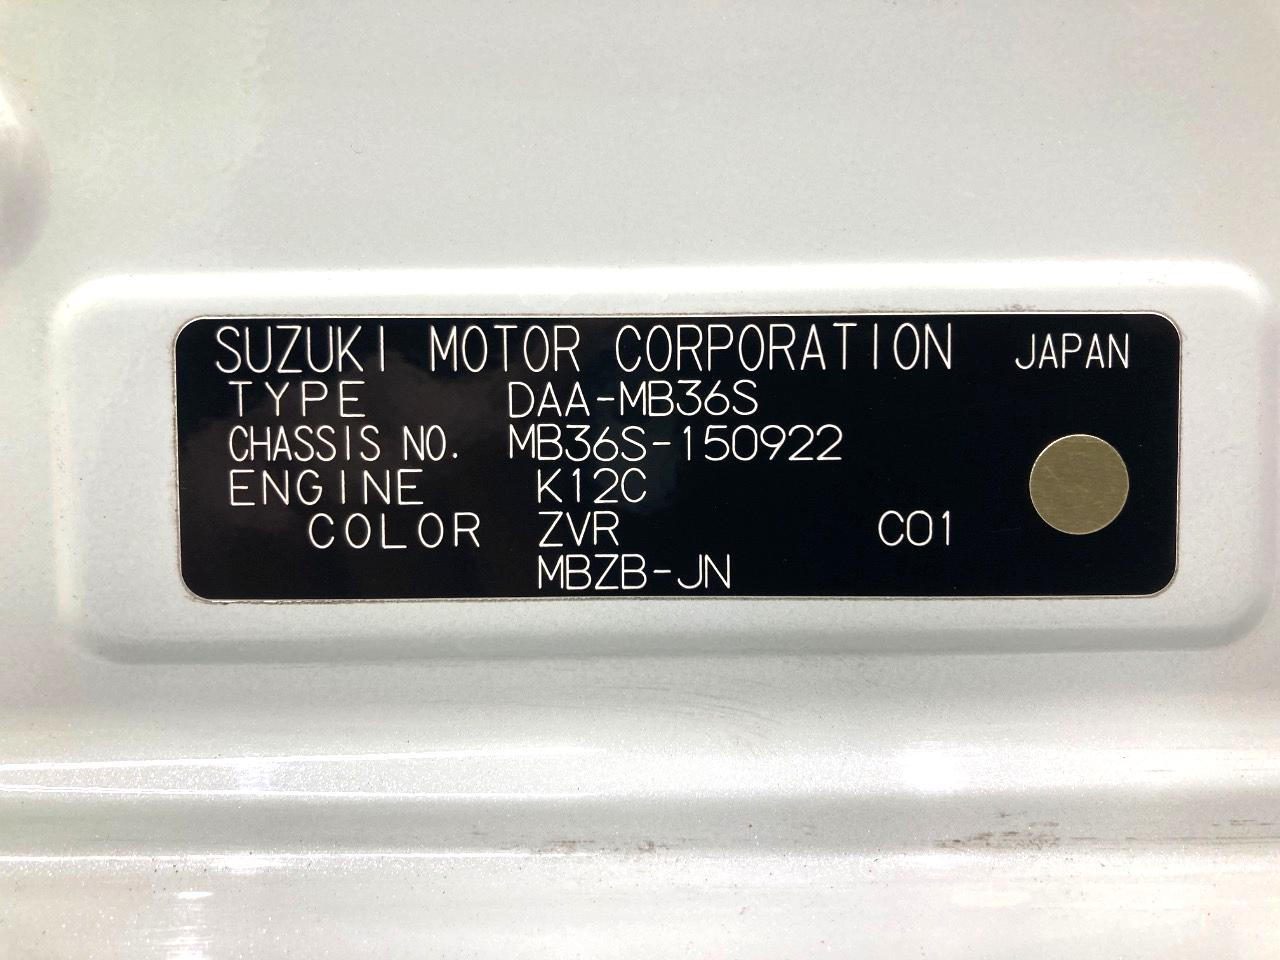 SUZUKI MOTOR CORPORATION JAPAN
TYPE DAA-MB36S
CHASSIS NO. MB36S-150922
ENGINE K12C
COLOR ZVR C01
MBZB-JN